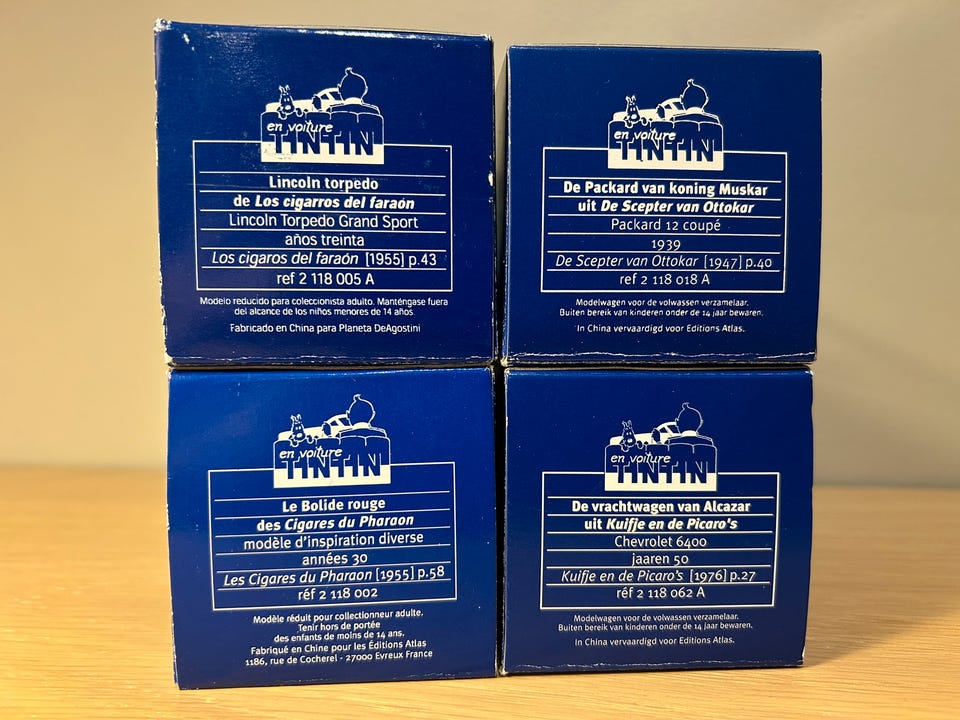 en voiture
TINTIN
Lincoln torpedo
de Los cigarros del faraón
Lincoln Torpedo Grand Sport
años treinta
Los cigaros del faraón [1955] p.43
ref 2 118 005 A
Modelo reducido para coleccionista adulto. Manténgase fuera
del alcance de los niños menores de 14 años
Fabricado en China para Planeta DeAgostini
en voiture
TINTIN
De Packard van koning Muskar
uit De Scepter van Ottokar
Packard 12 coupé
1939
De Scepter van Ottokar [1947] p.40
ref 2 118 018 A
Modelwagen voor de volwassen verzamelaar.
Buiten bereik van kinderen onder de 14 jaar bewaren.
In China vervaardigd voor Editions Atlas.
en voiture
TINTIN
Le Bolide rouge
des Cigares du Pharaon
modèle d'inspiration diverse
années 30
Les Cigares du Pharaon [1955] p.58
réf 2 118 002
Modèle réduit pour collectionneur adulte.
Tenir hors de portée
des enfants de moins de 14 ans.
Fabriqué en Chine pour les Éditions Atlas
1186, rue de Cocherel - 27000 Evreux France
en voiture
TINTIN
De vrachtwagen van Alcazar
uit Kuifje en de Picaro's
Chevrolet 6400
jaaren 50
Kuifje en de Picaro's [1976] p.27
réf 2 118 062 A
Modelwagen voor de volwassen verzamelaar.
Buiten bereik van kinderen onder de 14 jaar bewaren.
In China vervaardigd voor Editions Atlas.